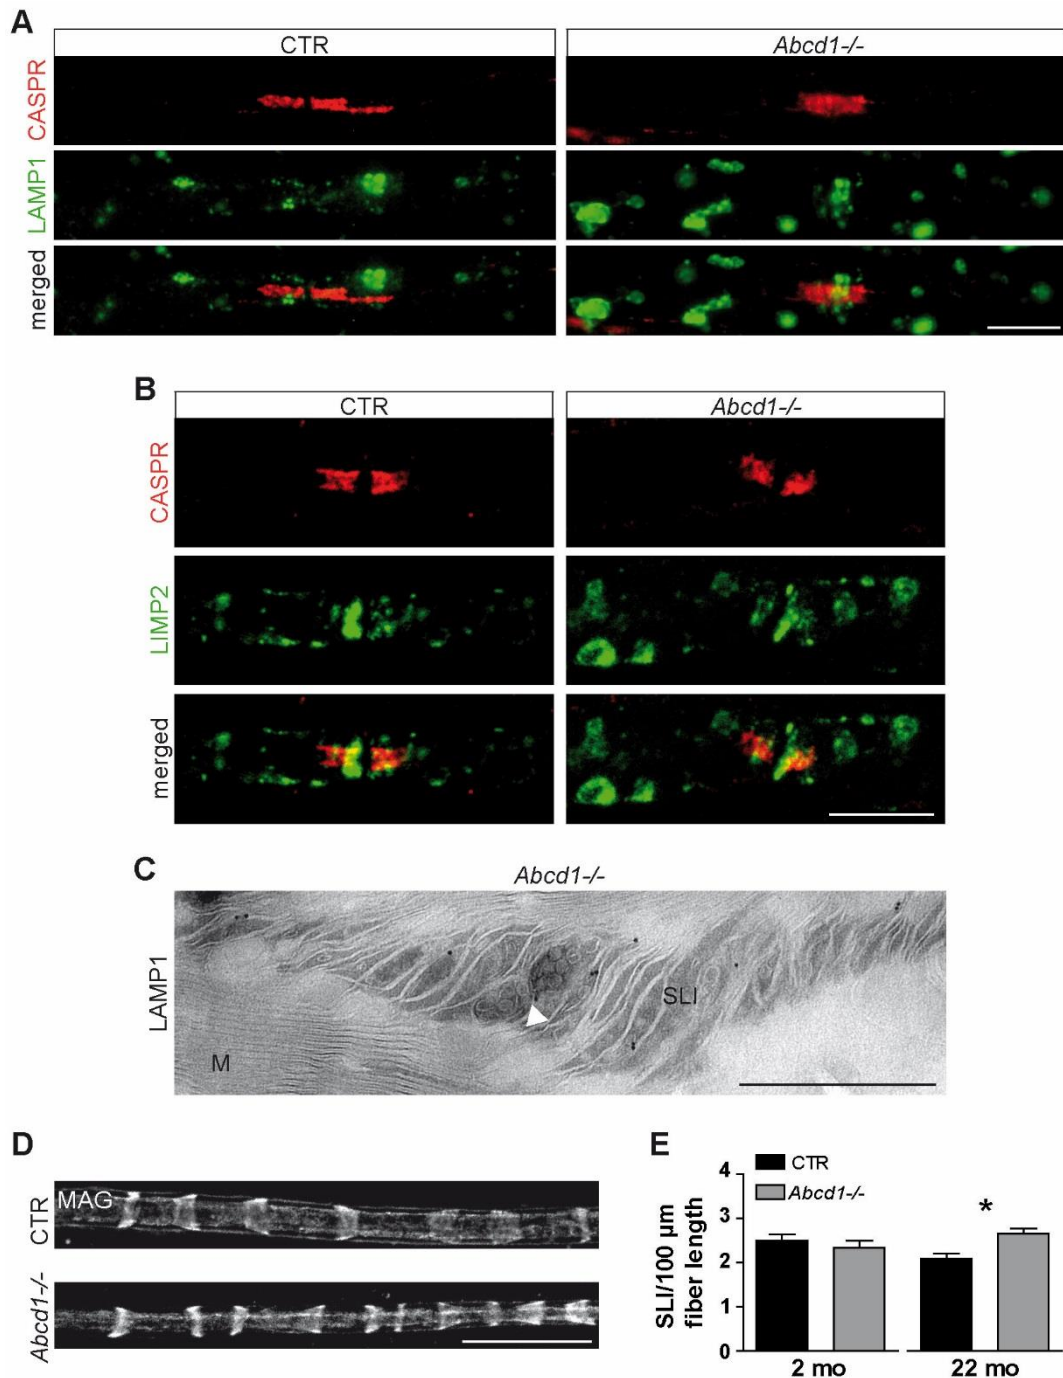 A
CTR
Abcd1-/-
CASPR
LAMP1
merged
B
CTR
Abcd1-/-
CASPR
LIMP2
merged
C
Abcd1-/-
LAMP1
M
SLI
D
CTR
MAG
Abcd1-/-
E
CTR
Abcd1-/-
SLI/100 µm
fiber length
4
3
2
1
0
*
2 mo
22 mo